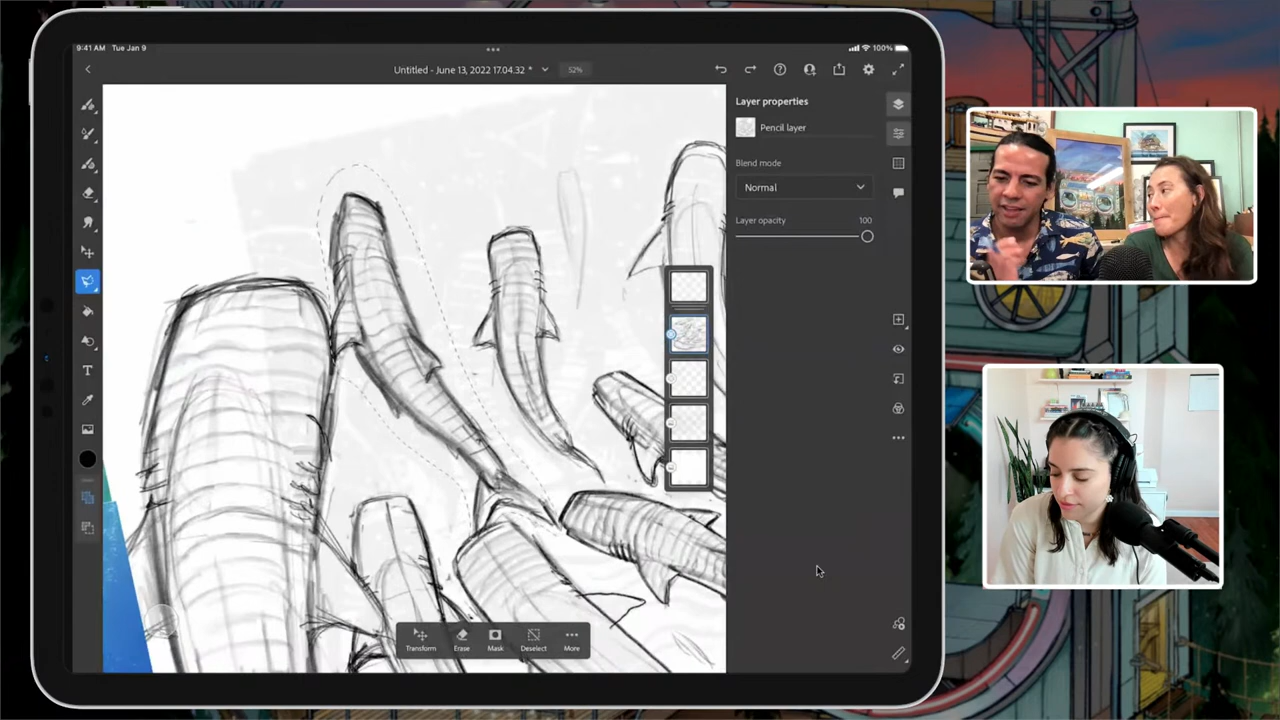 9:41 AM Tue Jan 9
100%
Untitled - June 13, 2022 17.04.32 *
52%
Layer properties
Pencil layer
Blend mode
Normal
Layer opacity
100
T
Transform
Erase
Mask
Deselect
More